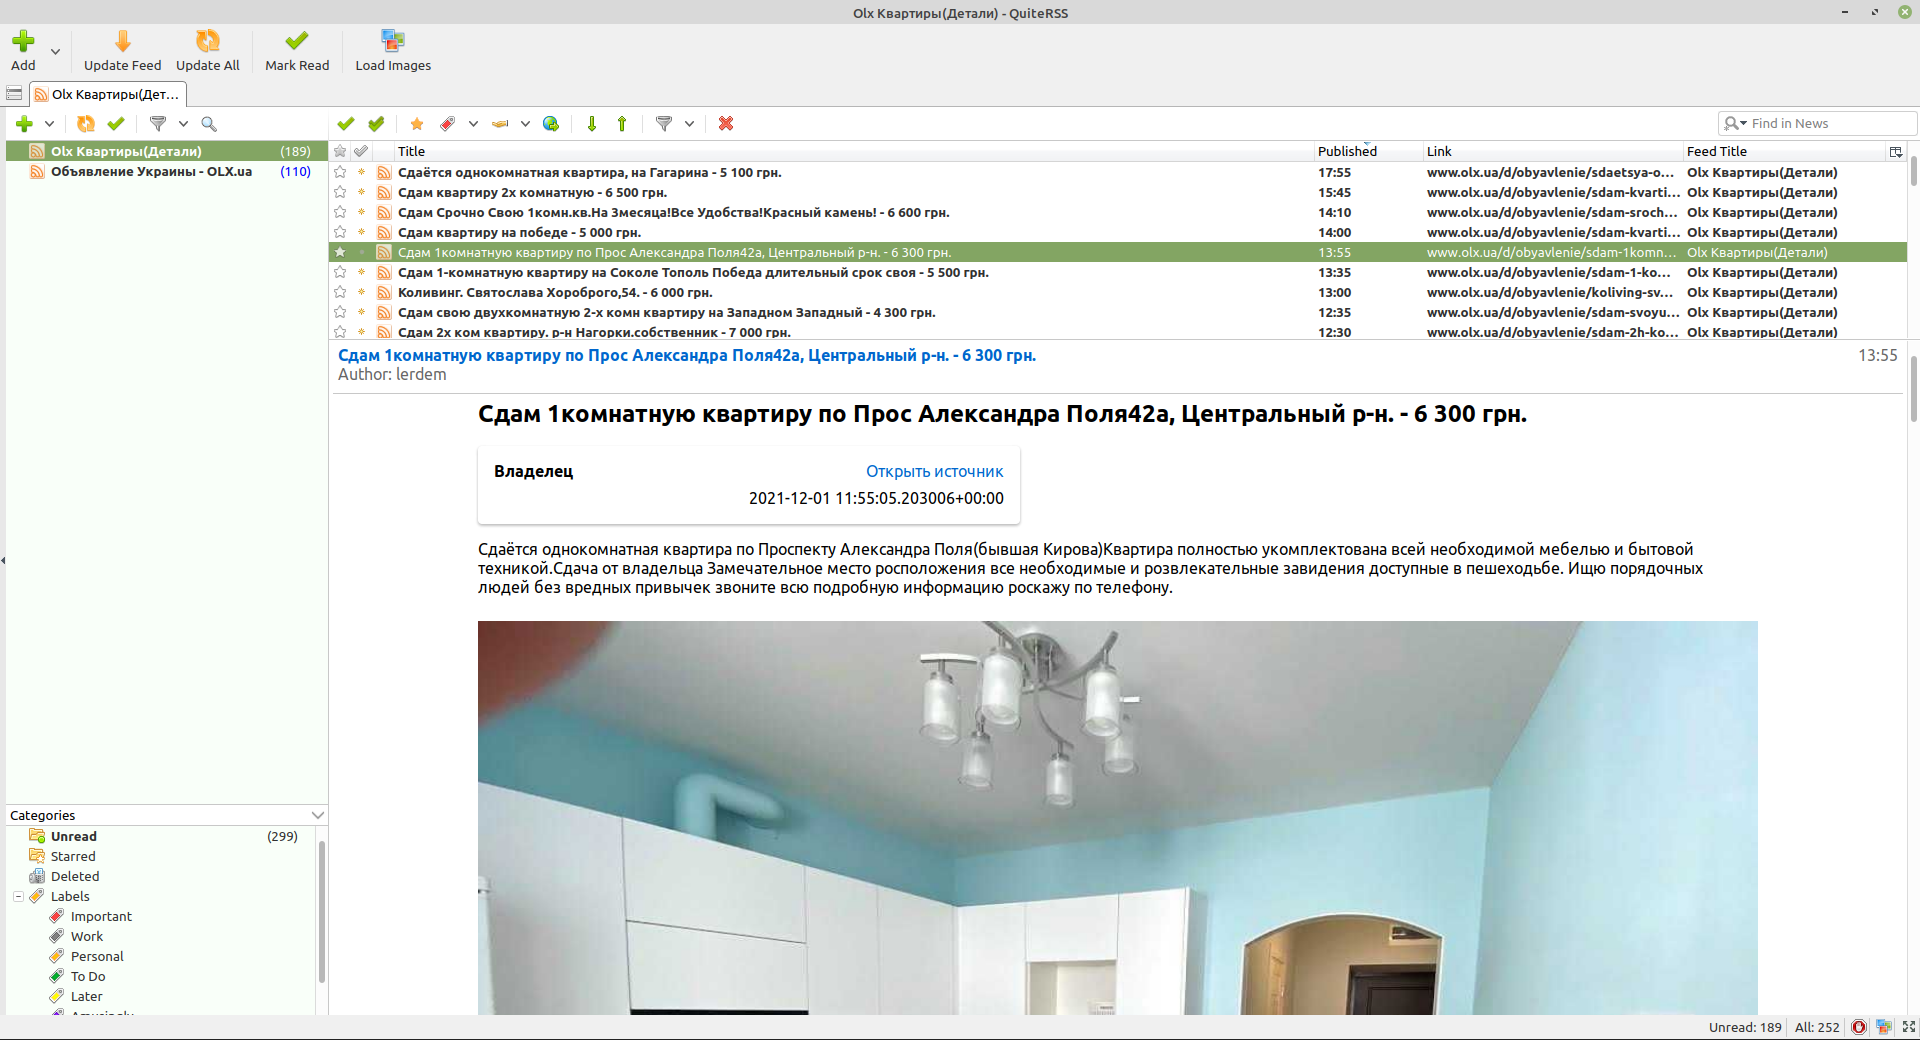 Olx Квартиры(Детали) - QuiteRSS
Add
Update Feed
Update All
Mark Read
Load Images
Olx Квартиры(Дет...
Find in News
Olx Квартиры(Детали) (189)
Объявление Украины - OLX.ua (110)
Title Published Link Feed Title
Сдаётся однокомнатная квартира, на Гагарина - 5 100 грн. 17:55 www.olx.ua/d/obyavlenie/sdaetsya-o... Olx Квартиры(Детали)
Сдам квартиру 2х комнатную - 6 500 грн. 15:45 www.olx.ua/d/obyavlenie/sdam-kvarti... Olx Квартиры(Детали)
Сдам Срочно Свою 1комн.кв.На 3месяца!Все Удобства!Красный камень! - 6 600 грн. 14:10 www.olx.ua/d/obyavlenie/sdam-sroch... Olx Квартиры(Детали)
Сдам квартиру на победе - 5 000 грн. 14:00 www.olx.ua/d/obyavlenie/sdam-kvarti... Olx Квартиры(Детали)
Сдам 1комнатную квартиру по Прос Александра Поля42а, Центральный р-н. - 6 300 грн. 13:55 www.olx.ua/d/obyavlenie/sdam-1komn... Olx Квартиры(Детали)
Сдам 1-комнатную квартиру на Соколе Тополь Победа длительный срок своя - 5 500 грн. 13:35 www.olx.ua/d/obyavlenie/sdam-1-ko... Olx Квартиры(Детали)
Коливинг. Святослава Хороброго,54. - 6 000 грн. 13:00 www.olx.ua/d/obyavlenie/koliving-sv... Olx Квартиры(Детали)
Сдам свою двухкомнатную 2-х комн квартиру на Западном Западный - 4 300 грн. 12:35 www.olx.ua/d/obyavlenie/sdam-svoyu... Olx Квартиры(Детали)
Сдам 2х ком квартиру. р-н Нагорки.собственник - 7 000 грн. 12:30 www.olx.ua/d/obyavlenie/sdam-2h-ko... Olx Квартиры(Детали)
Сдам 1комнатную квартиру по Прос Александра Поля42а, Центральный р-н. - 6 300 грн. 13:55
Author: lerdem
Сдам 1комнатную квартиру по Прос Александра Поля42а, Центральный р-н. - 6 300 грн.
Владелец Открыть источник
2021-12-01 11:55:05.203006+00:00
Сдаётся однокомнатная квартира по Проспекту Александра Поля(бывшая Кирова)Квартира полностью укомплектована всей необходимой мебелью и бытовой
техникой.Сдача от владельца Замечательное место росположения все необходимые и розвлекательные завидения доступные в пешеходьбе. Ищю порядочных
людей без вредных привычек звоните всю подробную информацию роскажу по телефону.
Categories
Unread (299)
Starred
Deleted
Labels
Important
Work
Personal
To Do
Later
Amusingly
Unread: 189 All: 252